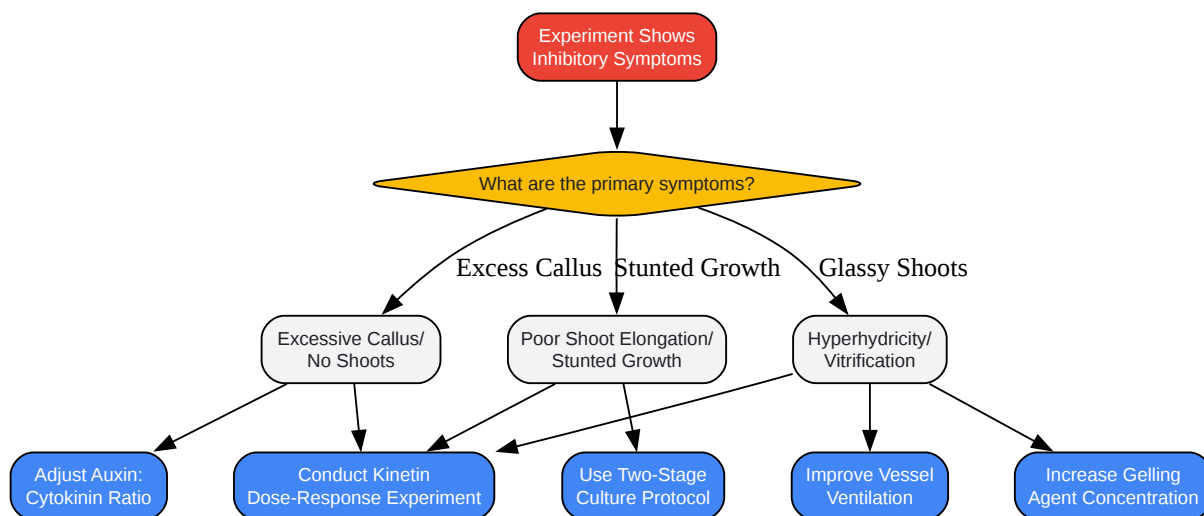 Experiment Shows
Inhibitory Symptoms
What are the primary symptoms?
Excess Callus
Stunted Growth
Glassy Shoots
Excessive Callus/
No Shoots
Poor Shoot Elongation/
Stunted Growth
Hyperhydricity/
Vitrification
Adjust Auxin:
Cytokinin Ratio
Conduct Kinetin
Dose-Response Experiment
Use Two-Stage
Culture Protocol
Improve Vessel
Ventilation
Increase Gelling
Agent Concentration